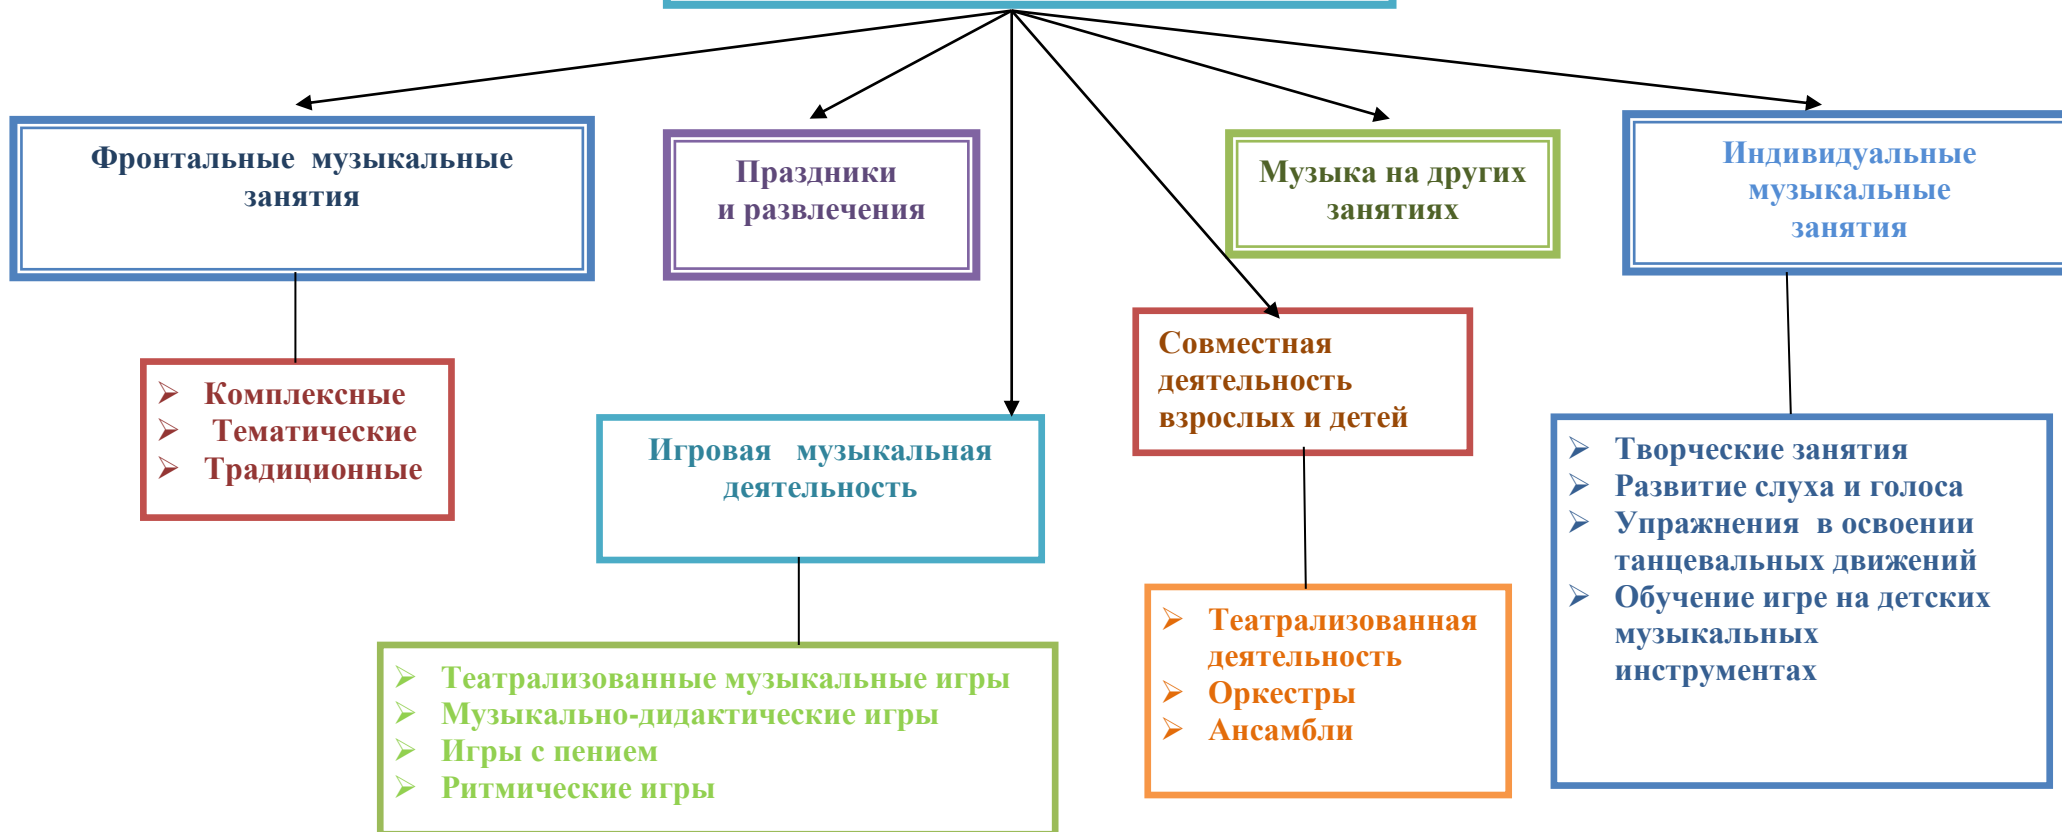 Фронтальные музыкальные
занятия
Праздники
и развлечения
Музыка на других
занятиях
Индивидуальные
музыкальные
занятия
Комплексные
Тематические
Традиционные
Игровая музыкальная
деятельность
Совместная
деятельность
взрослых и детей
Театрализованные музыкальные игры
Музыкально-дидактические игры
Игры с пением
Ритмические игры
Театрализованная
деятельность
Оркестры
Ансамбли
Творческие занятия
Развитие слуха и голоса
Упражнения в освоении
танцевальных движений
Обучение игре на детских
музыкальных
инструментах